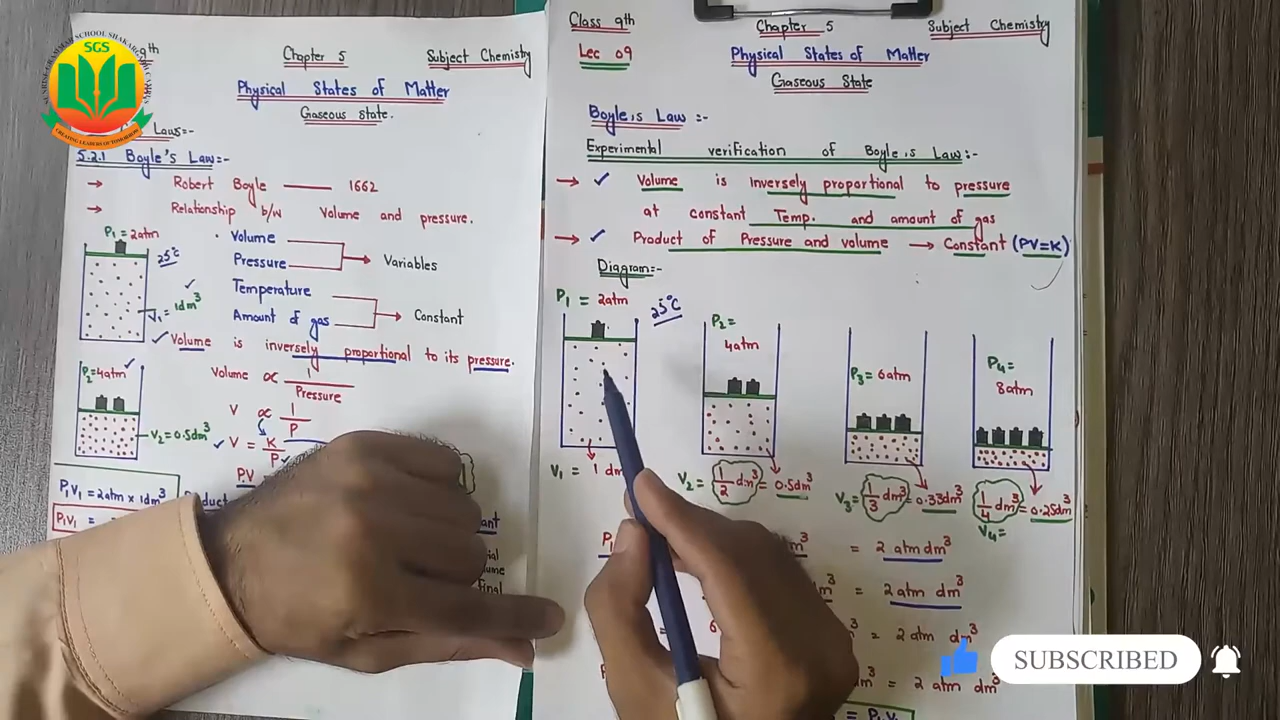 SGS
CREATING LEADERS OF TOMORROW
9th Chapter 5 Subject Chemistry
Physical States of Matter
Gaseous State.
Laws:-
5.2.1 Boyle's Law:-
→ Robert Boyle —— 1662
→ Relationship b/w Volume and pressure.
P1 = 2atm
25°C
V1 = 1dm³
Volume
Pressure
→ Variables
Temperature
Amount of gas
→ Constant
Volume is inversely proportional to its pressure.
P2=4atm
V2=0.5dm³
Volume ∝ 1/Pressure
V ∝ 1/P
V = K/P
PV
P1V1 = 2atm x 1dm³
P1V1 =
Class 9th Chapter 5 Subject Chemistry
Lec 09 Physical States of Matter
Gaseous State
Boyle,s Law :-
Experimental verification of Boyle,s Law:-
→ ✓ Volume is inversely proportional to pressure
at constant Temp. and amount of gas
→ ✓ Product of Pressure and volume → Constant (PV=K)
Diagram:-
P1 = 2atm
25°C
P2=
4atm
P3= 6atm
P4=
8atm
V1 = 1
V2= 1/2 dm³ = 0.5dm³
V3= 1/3 dm³ = 0.33dm³
1/4 dm³ = 0.25dm³
V4=
= 2 atm dm³
= 2 atm dm³
= 2 atm dm³
= 2 atm dm³
= P1V1
SUBSCRIBED